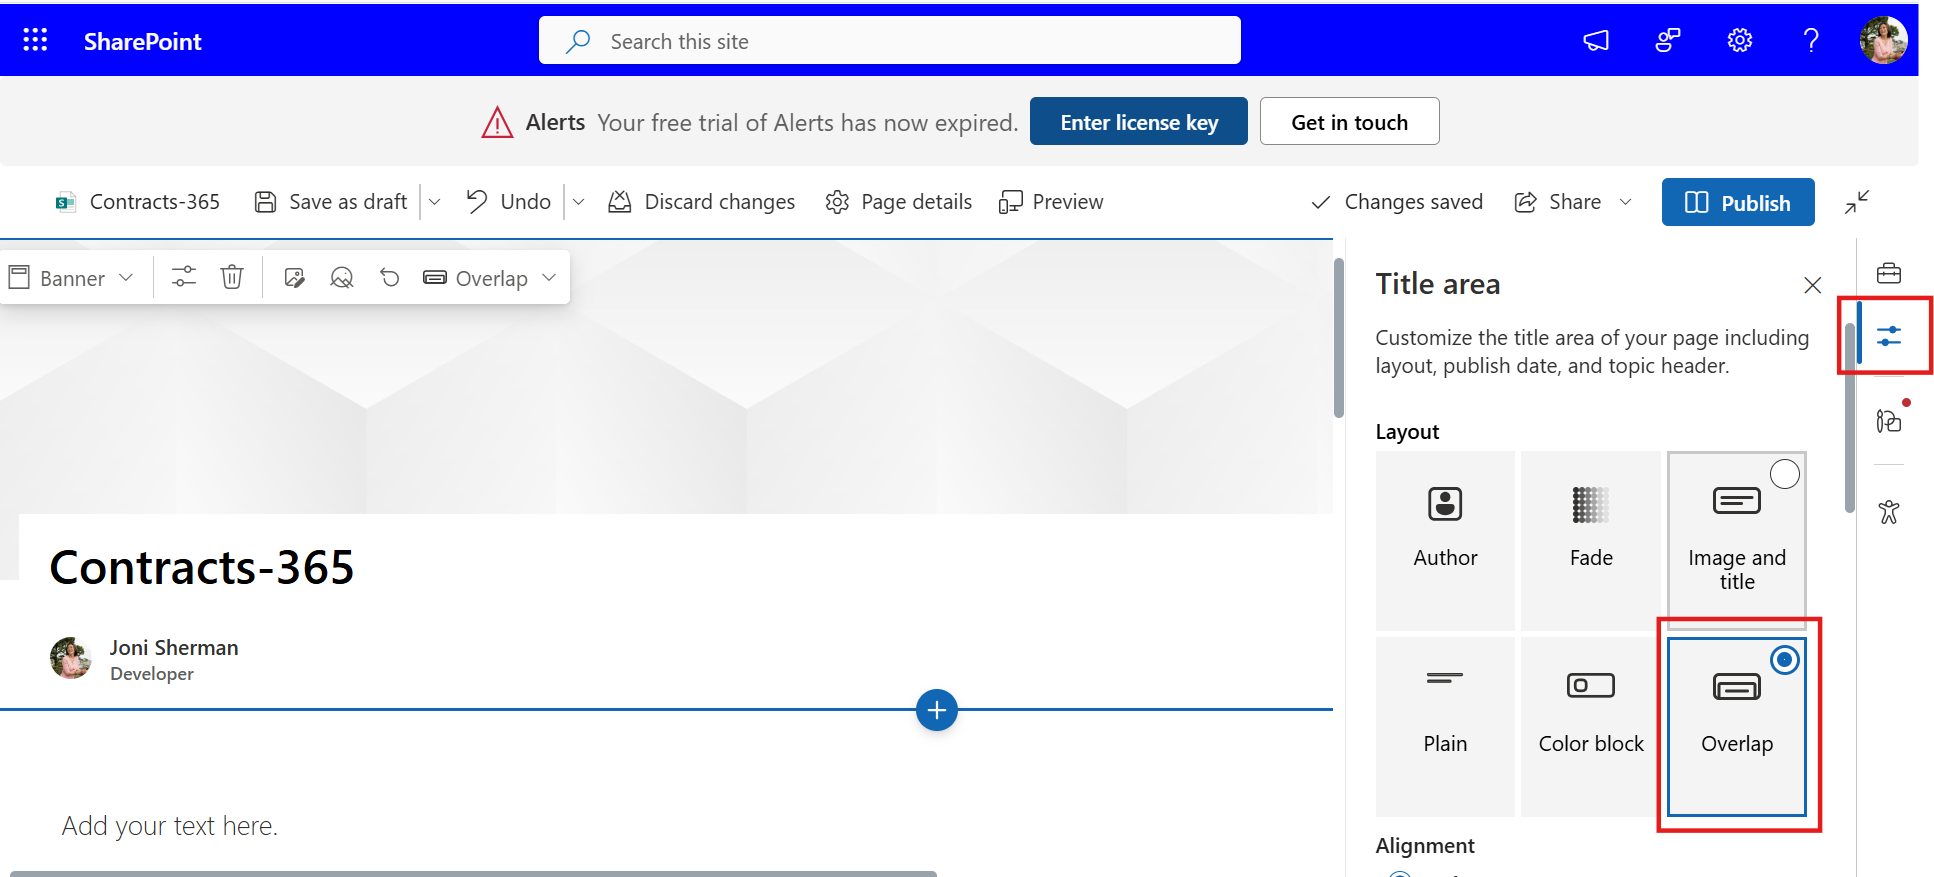 SharePoint
Search this site
Alerts Your free trial of Alerts has now expired.
Enter license key
Get in touch
Contracts-365
Save as draft
Undo
Discard changes
Page details
Preview
Changes saved
Share
Publish
Banner
Overlap
Contracts-365
Joni Sherman
Developer
Add your text here.
Title area
Customize the title area of your page including
layout, publish date, and topic header.
Layout
Author
Fade
Image and
title
Plain
Color block
Overlap
Alignment